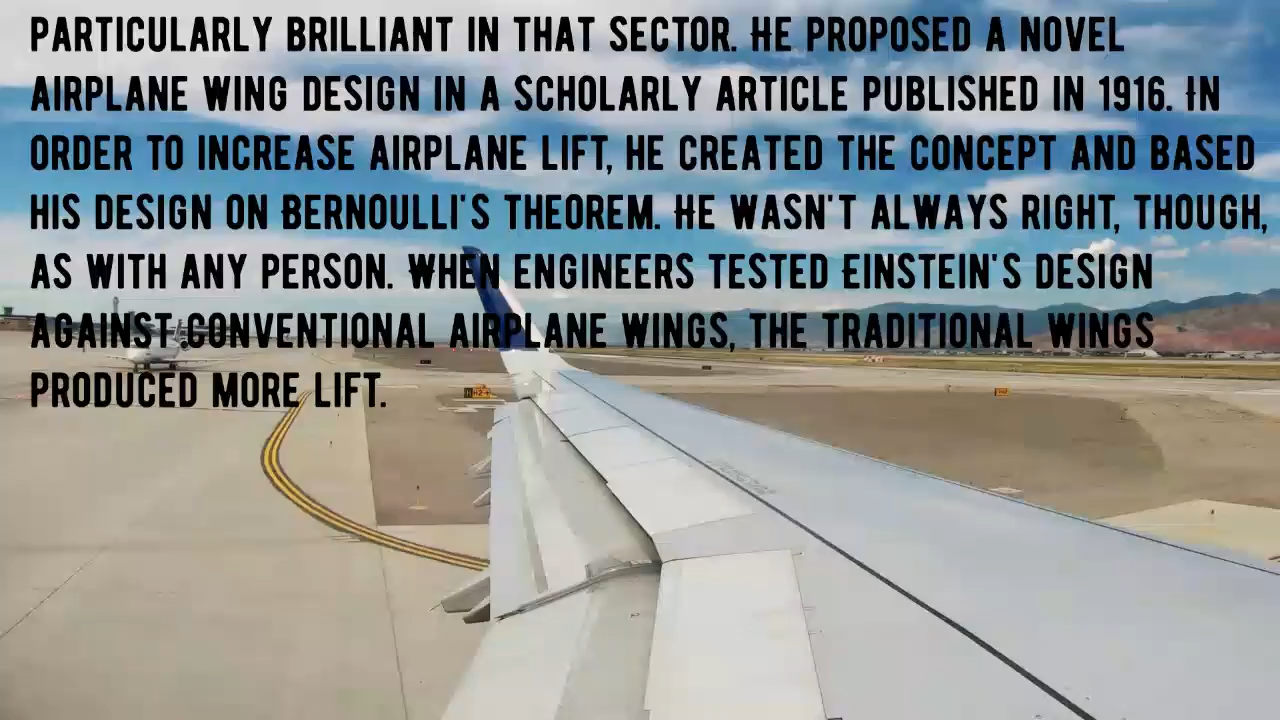 PARTICULARLY BRILLIANT IN THAT SECTOR. HE PROPOSED A NOVEL
AIRPLANE WING DESIGN IN A SCHOLARLY ARTICLE PUBLISHED IN 1916. IN
ORDER TO INCREASE AIRPLANE LIFT, HE CREATED THE CONCEPT AND BASED
HIS DESIGN ON BERNOULLI'S THEOREM. HE WASN'T ALWAYS RIGHT, THOUGH,
AS WITH ANY PERSON. WHEN ENGINEERS TESTED EINSTEIN'S DESIGN
AGAINST CONVENTIONAL AIRPLANE WINGS, THE TRADITIONAL WINGS
PRODUCED MORE LIFT.